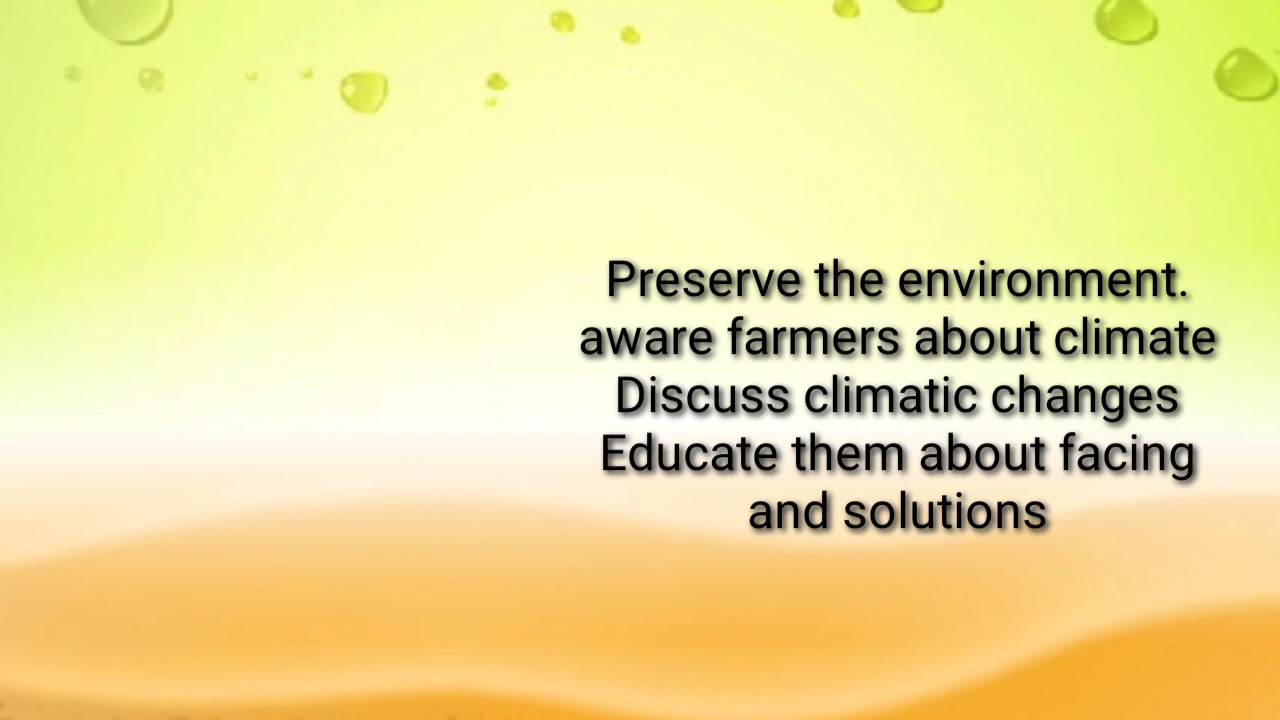 Preserve the environment.
aware farmers about climate
Discuss climatic changes
Educate them about facing
and solutions